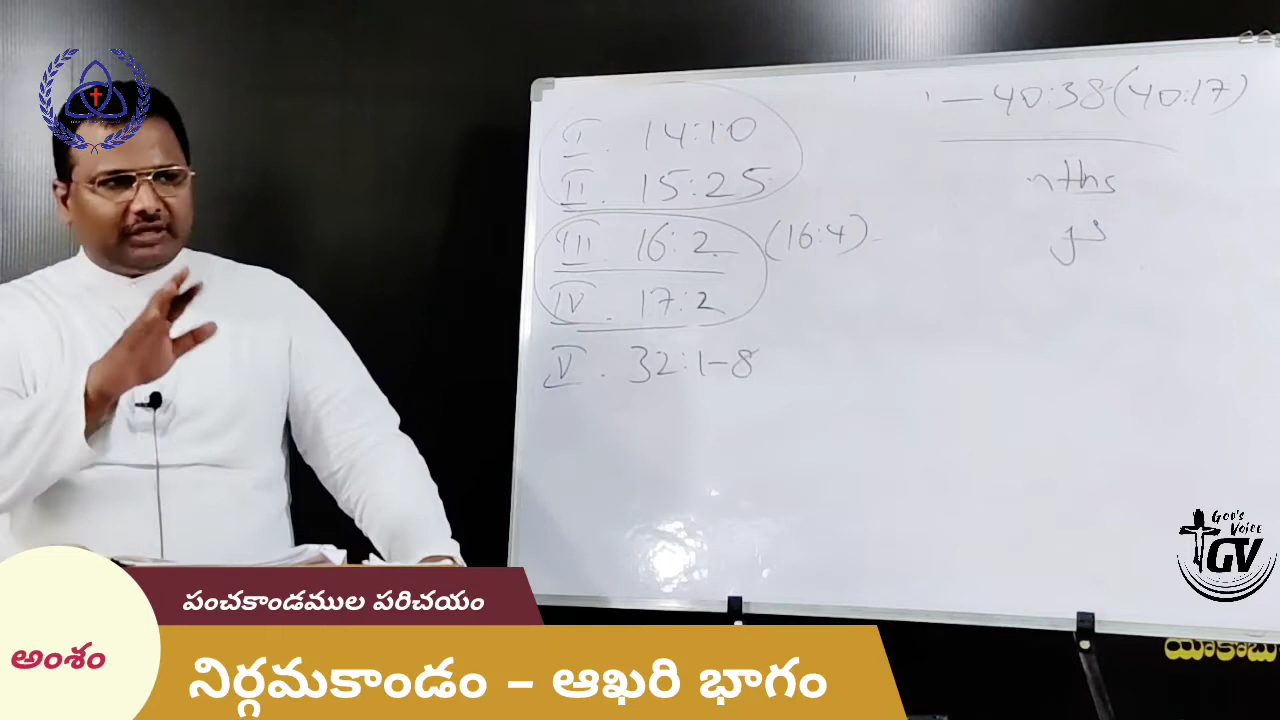 I. 14:10
II. 15:25
III 16:2 (16:4)
IV. 17:2
V. 32:1-8
— 40:38 (40:17)
nths
GOD'S
VOICE
GV
పంచకాండముల పరిచయం
అంశం
నిర్గమకాండం – ఆఖరి భాగం
యాకోబు